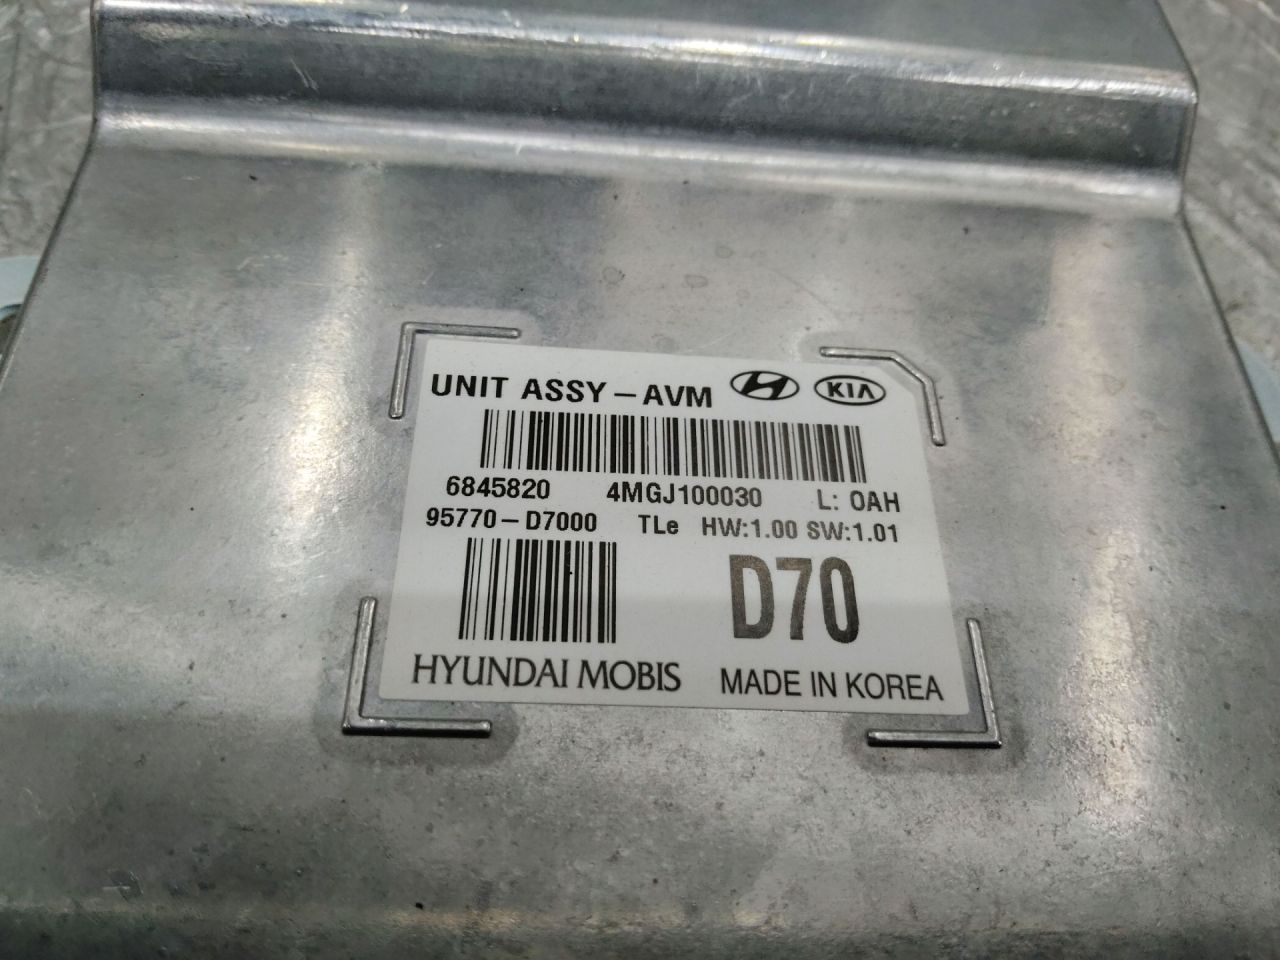 UNIT ASSY-AVM H KIA
6845820 4MGJ100030 L: OAH
95770-D7000 TLe HW:1.00 SW:1.01
D70
HYUNDAI MOBIS MADE IN KOREA